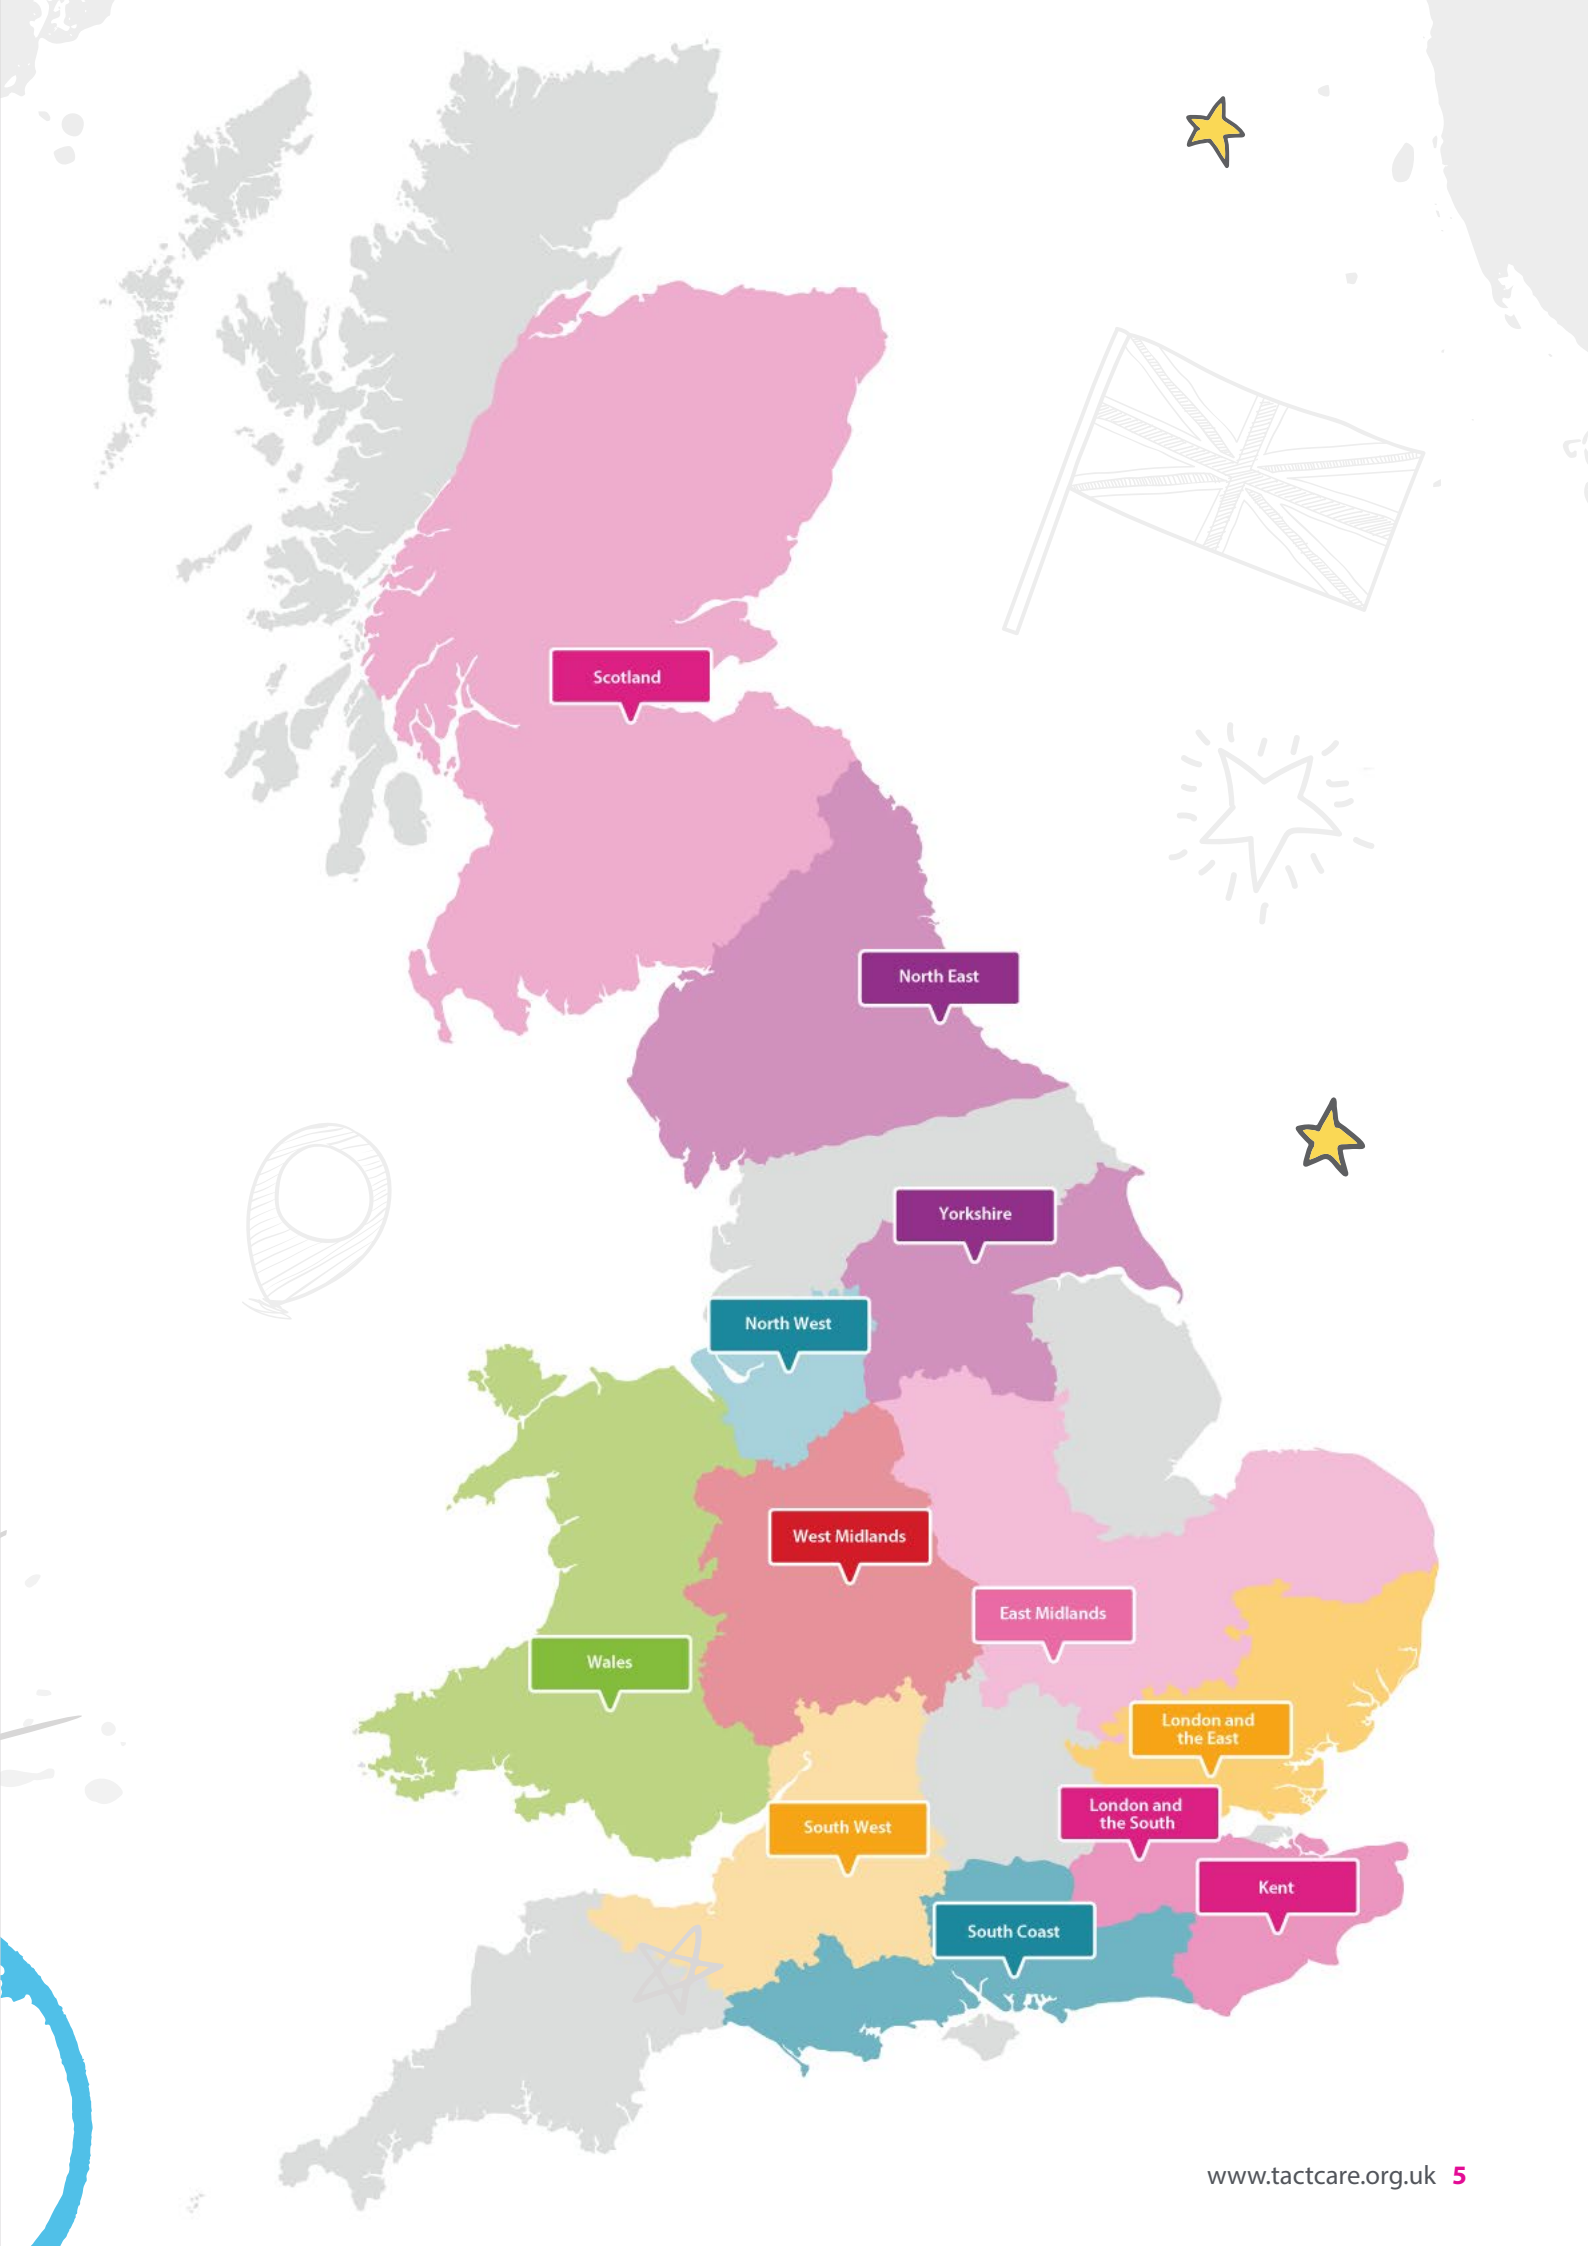 Scotland
North East
Yorkshire
North West
West Midlands
East Midlands
Wales
London and
the East
London and
the South
South West
Kent
South Coast
www.tactcare.org.uk 5